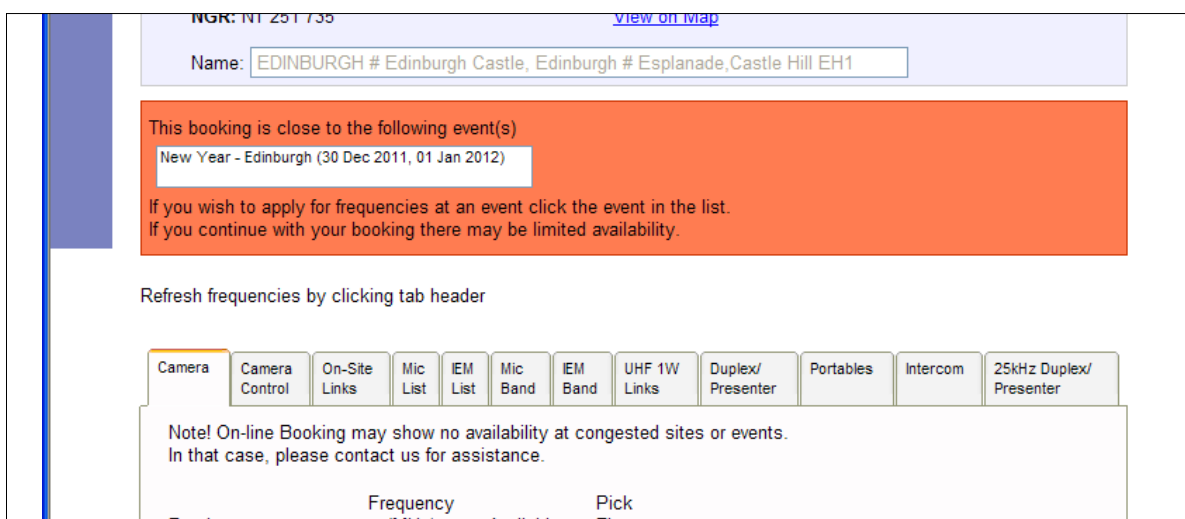 NGR: NT 251 735 View on Map
Name: EDINBURGH # Edinburgh Castle, Edinburgh # Esplanade,Castle Hill EH1
This booking is close to the following event(s)
New Year - Edinburgh (30 Dec 2011, 01 Jan 2012)
If you wish to apply for frequencies at an event click the event in the list.
If you continue with your booking there may be limited availability.
Refresh frequencies by clicking tab header
Camera Camera Control On-Site Links Mic List IEM List Mic Band IEM Band UHF 1W Links Duplex/ Presenter Portables Intercom 25kHz Duplex/ Presenter
Note! On-line Booking may show no availability at congested sites or events.
In that case, please contact us for assistance.
Frequency Pick